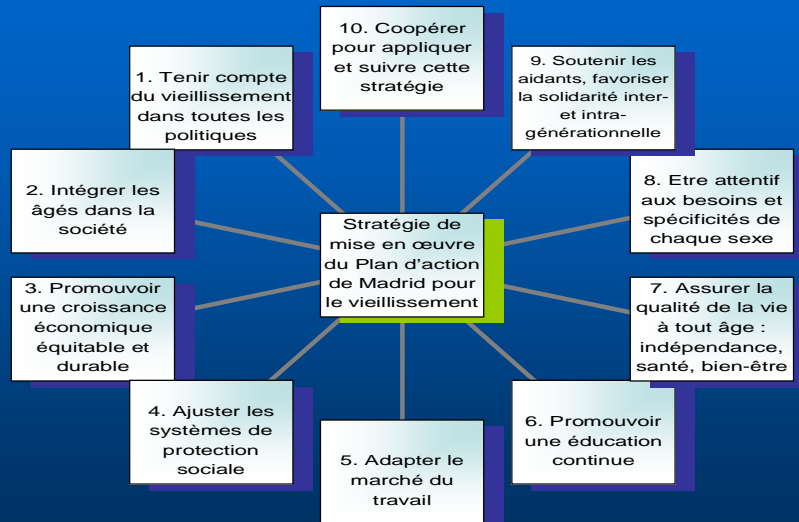 Stratégie de
mise en œuvre
du Plan d'action
de Madrid pour
le vieillissement
1. Tenir compte
du vieillissement
dans toutes les
politiques
2. Intégrer les
âgés dans la
société
3. Promouvoir
une croissance
économique
équitable et
durable
4. Ajuster les
systèmes de
protection
sociale
5. Adapter le
marché du
travail
6. Promouvoir
une éducation
continue
7. Assurer la
qualité de la vie
à tout âge :
indépendance,
santé, bien-être
8. Etre attentif
aux besoins et
spécificités de
chaque sexe
9. Soutenir les
aidants, favoriser
la solidarité inter-
et intra-
générationnelle
10. Coopérer
pour appliquer
et suivre cette
stratégie